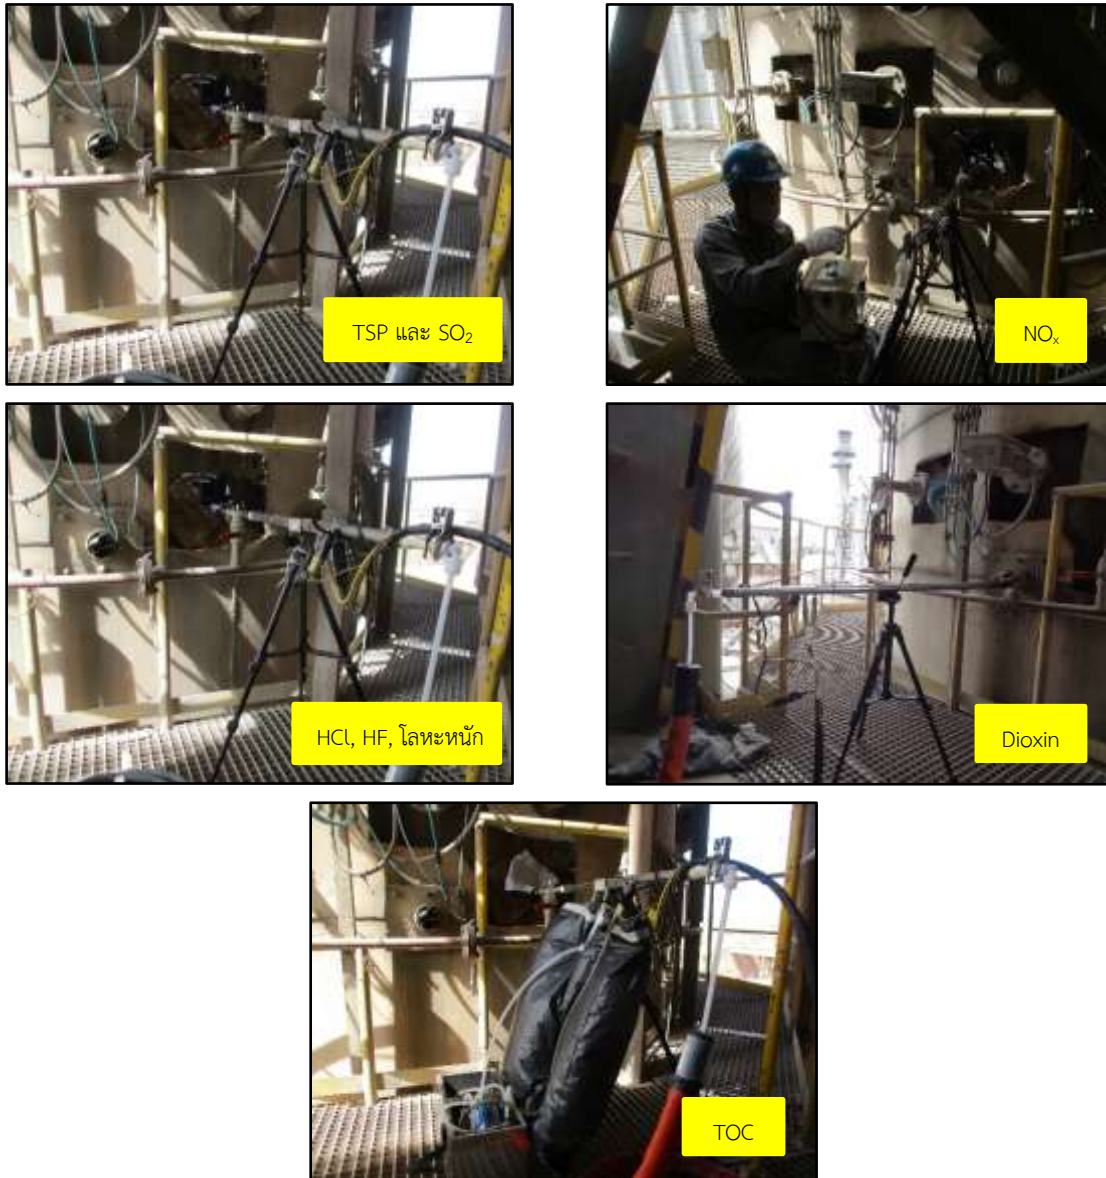 TSP และ SO₂
NOₓ
HCl, HF, โลหะหนัก
Dioxin
TOC